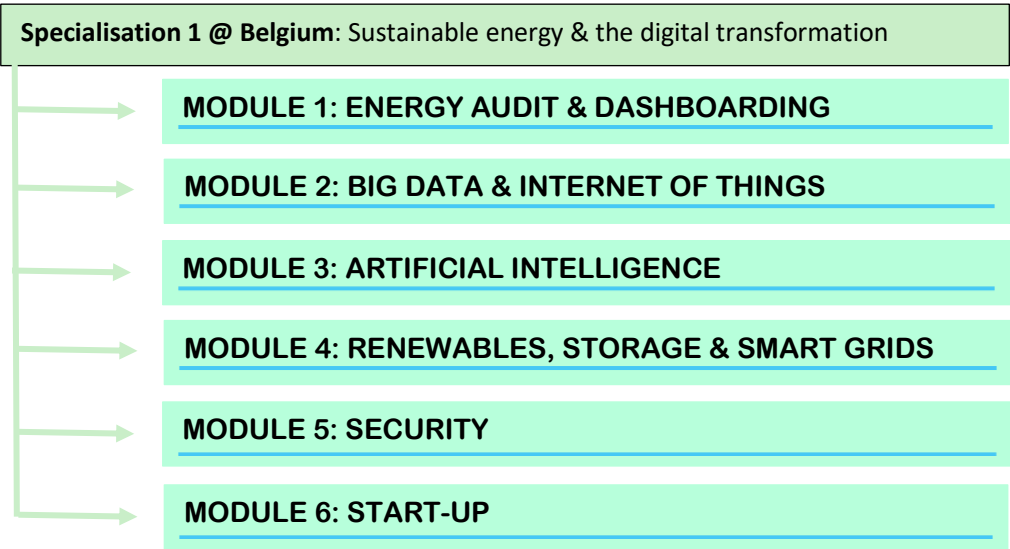 Specialisation 1 @ Belgium: Sustainable energy & the digital transformation
MODULE 1: ENERGY AUDIT & DASHBOARDING
MODULE 2: BIG DATA & INTERNET OF THINGS
MODULE 3: ARTIFICIAL INTELLIGENCE
MODULE 4: RENEWABLES, STORAGE & SMART GRIDS
MODULE 5: SECURITY
MODULE 6: START-UP